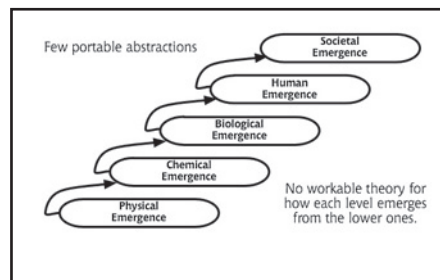 Few portable abstractions
Societal
Emergence
Human
Emergence
Biological
Emergence
Chemical
Emergence
Physical
Emergence
No workable theory for
how each level emerges
from the lower ones.